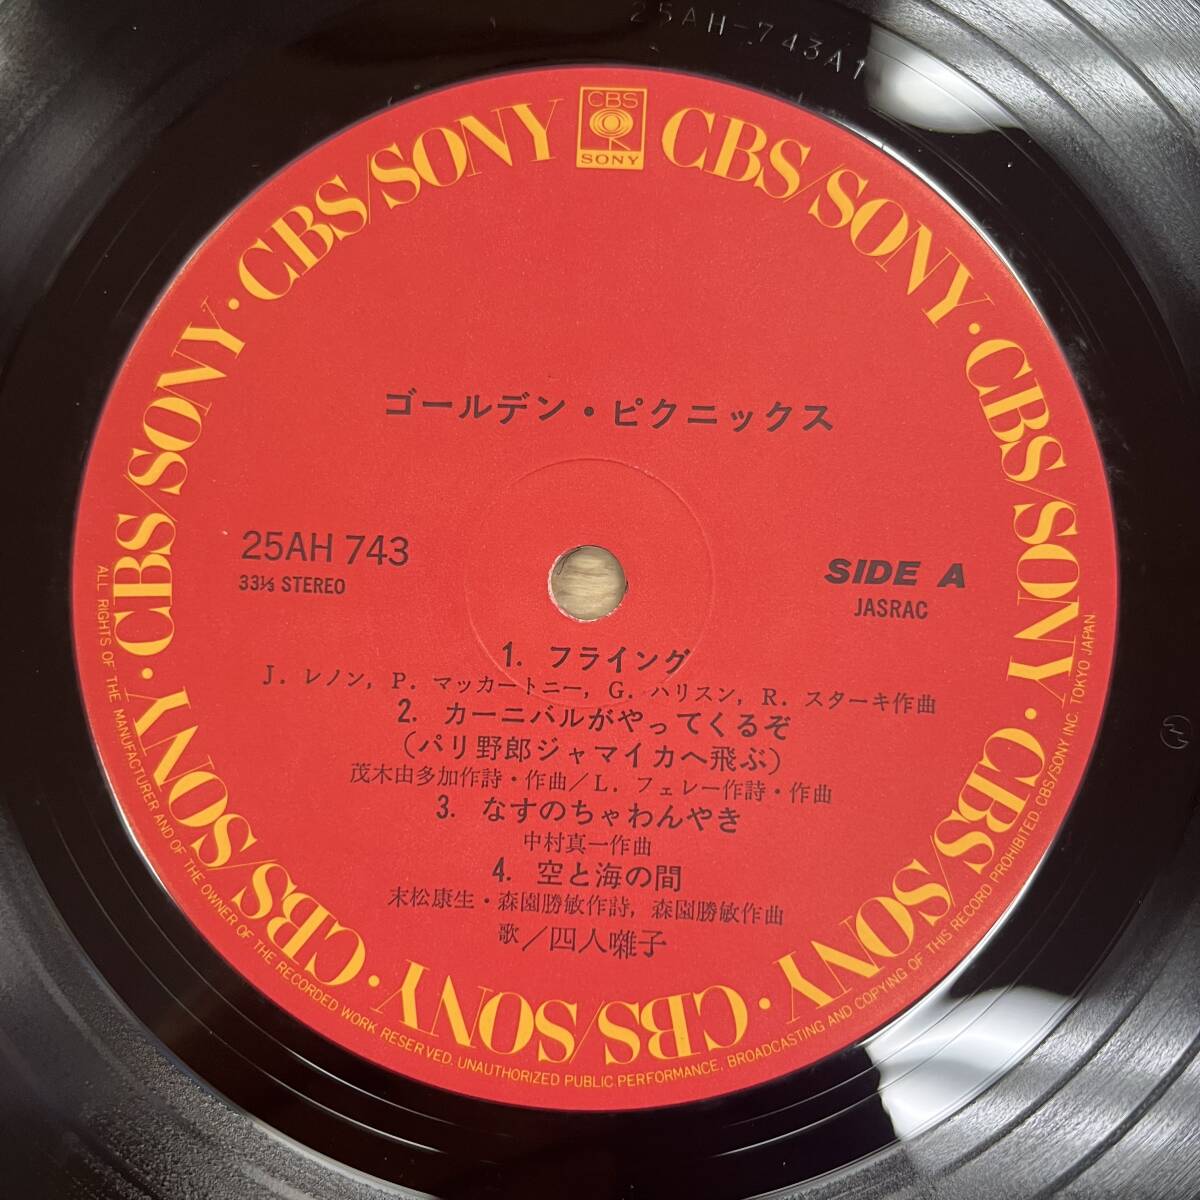 25AH-743A1
CBS
SONY
CBS/SONY · CBS/SONY · CBS/SONY · CBS/SONY · CBS/SONY · CBS/SONY · CBS/SONY · CBS/SONY · CBS/SONY · CBS/SONY
ゴールデン・ピクニックス
25AH 743
33⅓ STEREO
SIDE A
JASRAC
1. フライング
J. レノン, P. マッカートニー, G. ハリスン, R. スターキ作曲
2. カーニバルがやってくるぞ
(パリ野郎ジャマイカへ飛ぶ)
茂木由多加作詩・作曲/L. フェレー作詩・作曲
3. なすのちゃわんやき
中村真一作曲
4. 空と海の間
末松康生・森園勝敏作詩, 森園勝敏作曲
歌/四人囃子
ALL RIGHTS OF THE MANUFACTURER AND OF THE OWNER OF THE RECORDED WORK RESERVED. UNAUTHORIZED PUBLIC PERFORMANCE, BROADCASTING AND COPYING OF THIS RECORD PROHIBITED. CBS/SONY INC. TOKYO JAPAN